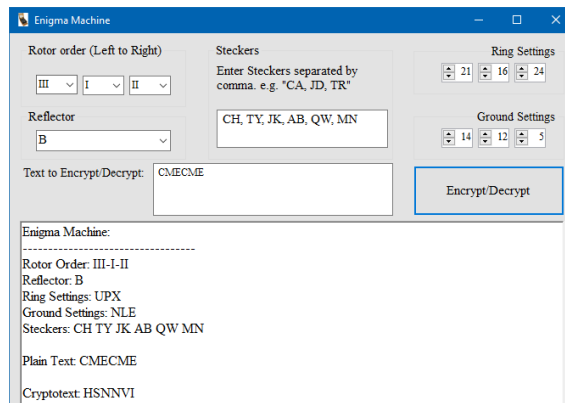 Enigma Machine
Rotor order (Left to Right)
III I II
Reflector
B
Steckers
Enter Steckers separated by
comma. e.g. "CA, JD, TR"
CH, TY, JK, AB, QW, MN
Ring Settings
21 16 24
Ground Settings
14 12 5
Text to Encrypt/Decrypt: CMECME
Encrypt/Decrypt
Enigma Machine:
----------------------------------
Rotor Order: III-I-II
Reflector: B
Ring Settings: UPX
Ground Settings: NLE
Steckers: CH TY JK AB QW MN
Plain Text: CMECME
Cryptotext: HSNNVI